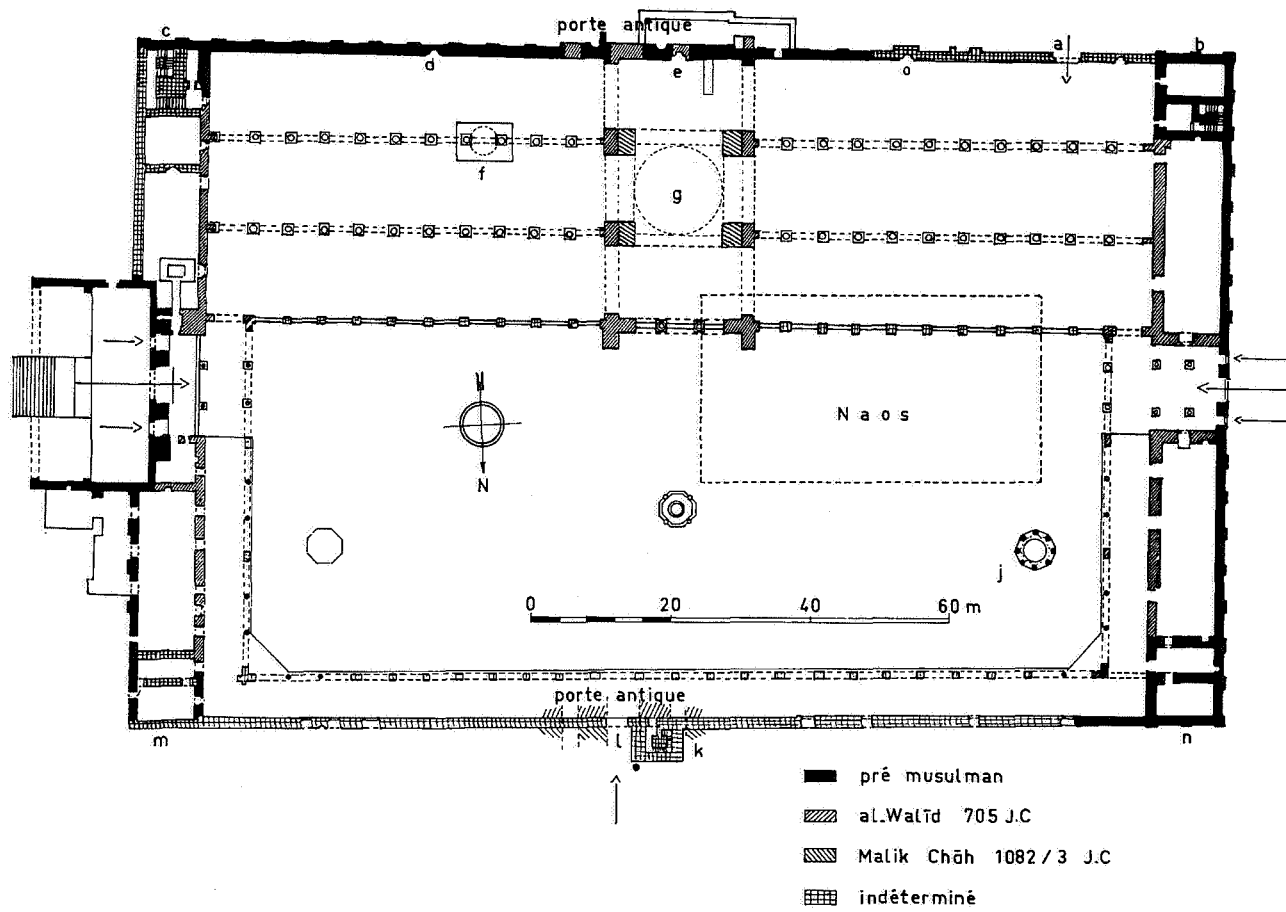 porte antique
c
d
e
o
a
b
f
g
Naos
N
j
0 20 40 60 m
porte antique
m
l
k
n
pré musulman
al-Walīd 705 J.C
Malik Chāh 1082/3 J.C
indéterminé